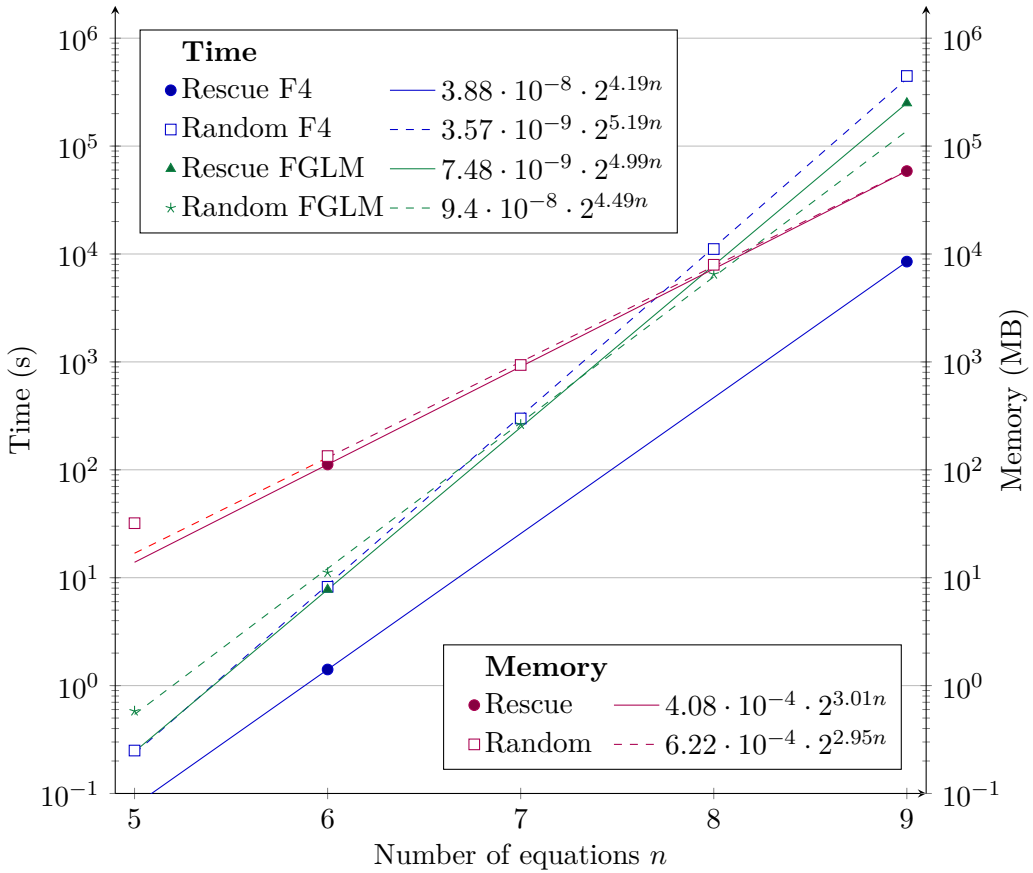 Time
Rescue F4 3.88 · 10^−8 · 2^4.19n
Random F4 3.57 · 10^−9 · 2^5.19n
Rescue FGLM 7.48 · 10^−9 · 2^4.99n
Random FGLM 9.4 · 10^−8 · 2^4.49n
10^6 10^6
10^5 10^5
10^4 10^4
10^3 10^3
10^2 10^2
10^1 10^1
10^0 10^0
10^−1 10^−1
Time (s)
Memory (MB)
Memory
Rescue 4.08 · 10^−4 · 2^3.01n
Random 6.22 · 10^−4 · 2^2.95n
5 6 7 8 9
Number of equations n